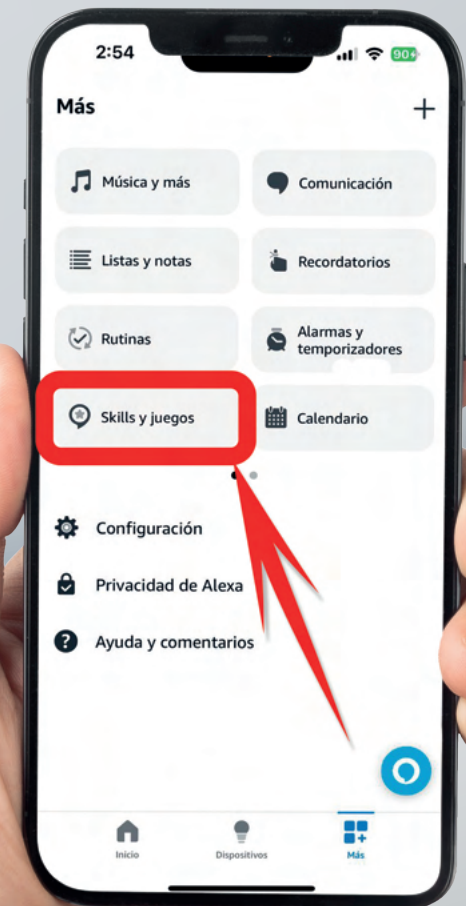 2:54
90
Más
Música y más
Comunicación
Listas y notas
Recordatorios
Rutinas
Alarmas y
temporizadores
Skills y juegos
Calendario
Configuración
Privacidad de Alexa
Ayuda y comentarios
Inicio
Dispositivos
Más